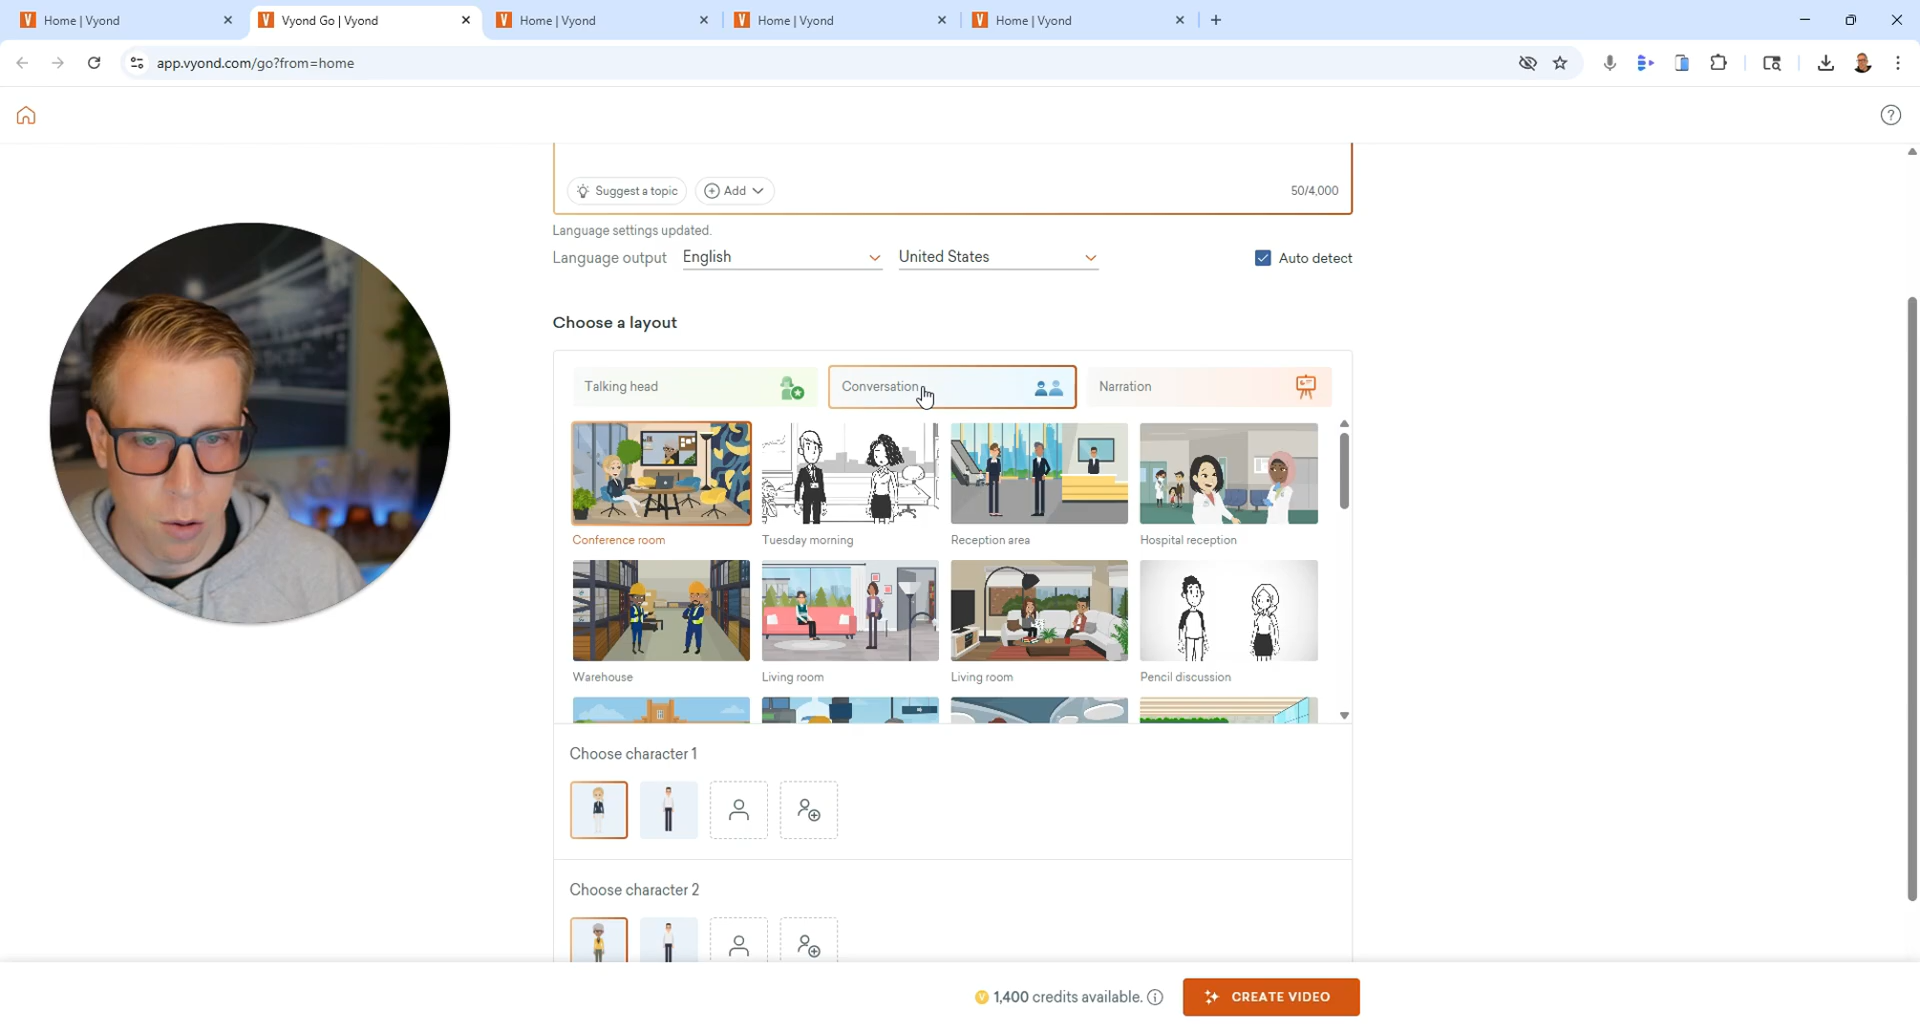 Home | Vyond
Vyond Go | Vyond
Home | Vyond
Home | Vyond
Home | Vyond
app.vyond.com/go?from=home
Suggest a topic
Add
50/4,000
Language settings updated.
Language output
English
United States
Auto detect
Choose a layout
Talking head
Conversation
Narration
Conference room
Tuesday morning
Reception area
Hospital reception
Warehouse
Living room
Living room
Pencil discussion
Choose character 1
Choose character 2
1,400 credits available.
CREATE VIDEO